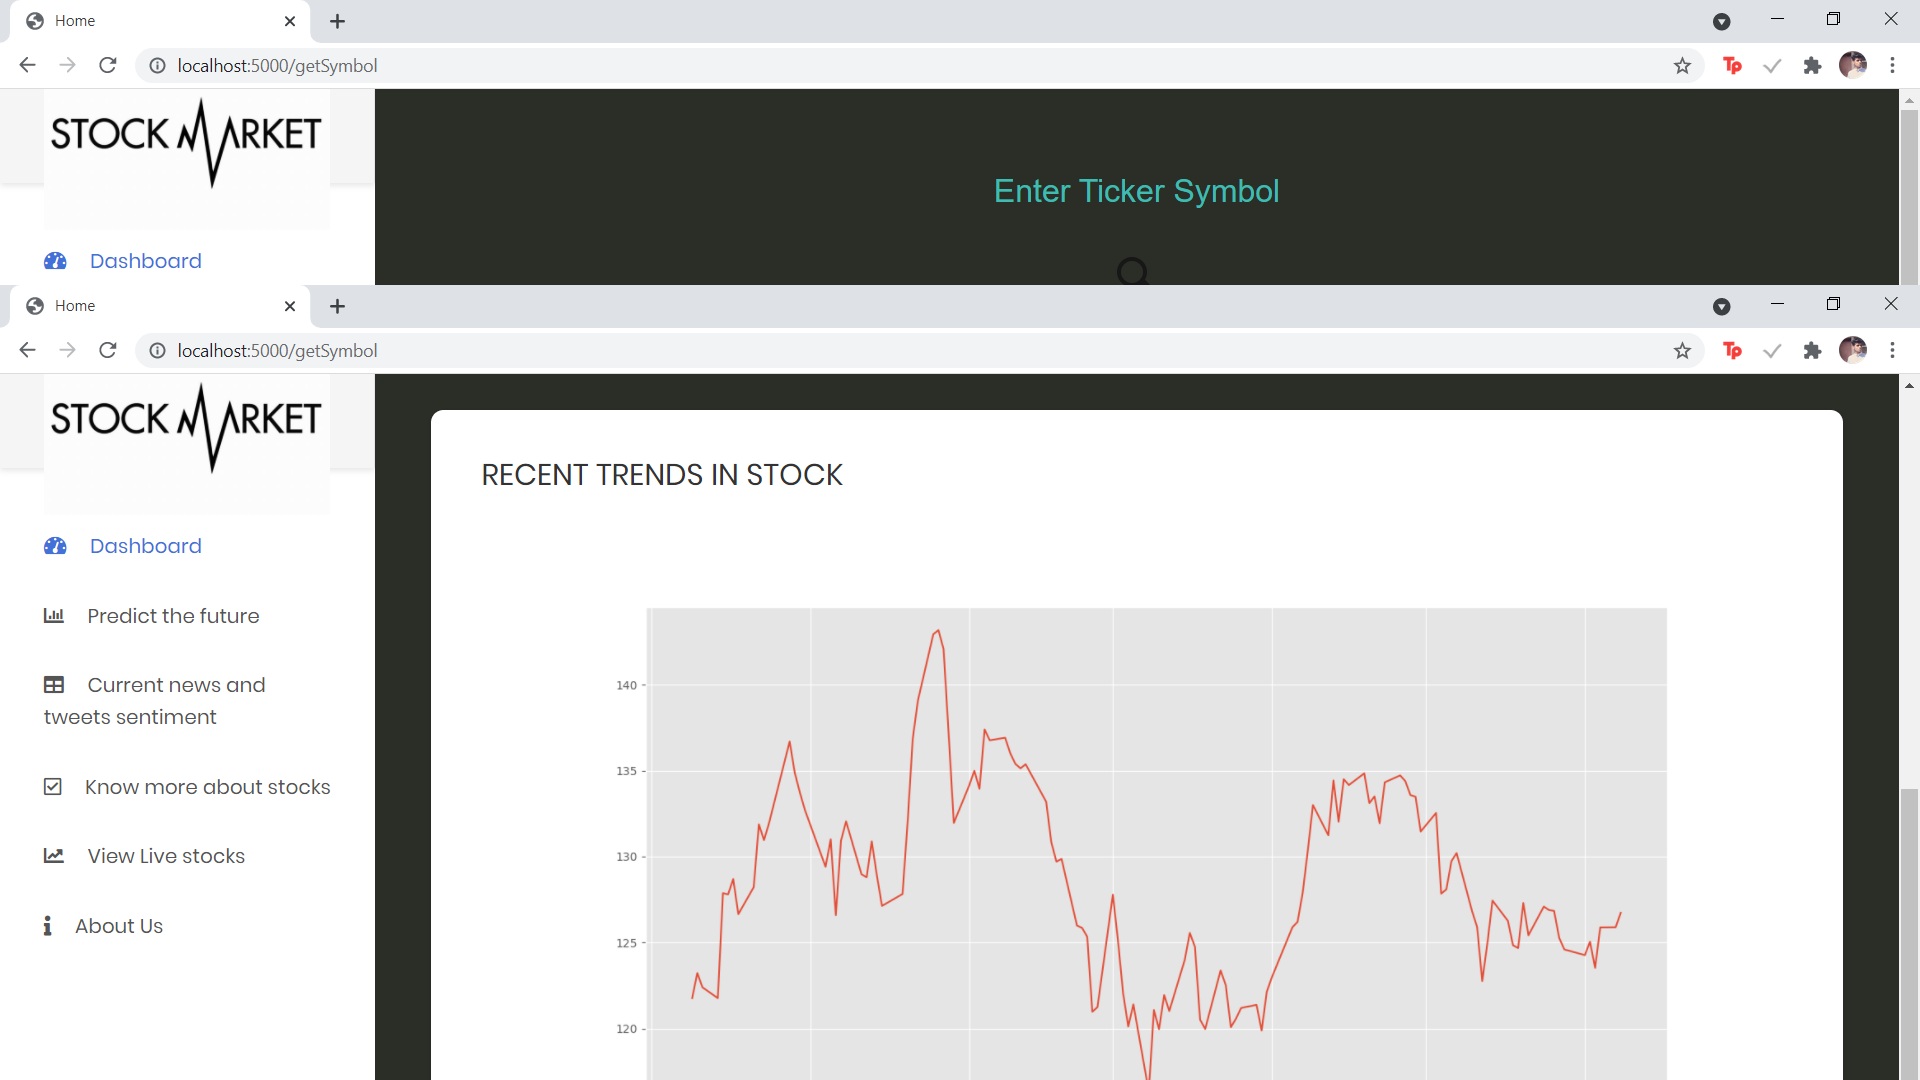 Home
localhost:5000/getSymbol
Tp
STOCK MARKET
Enter Ticker Symbol
Dashboard
Home
localhost:5000/getSymbol
Tp
STOCK MARKET
RECENT TRENDS IN STOCK
Dashboard
Predict the future
Current news and
tweets sentiment
Know more about stocks
View Live stocks
About Us
140
135
130
125
120